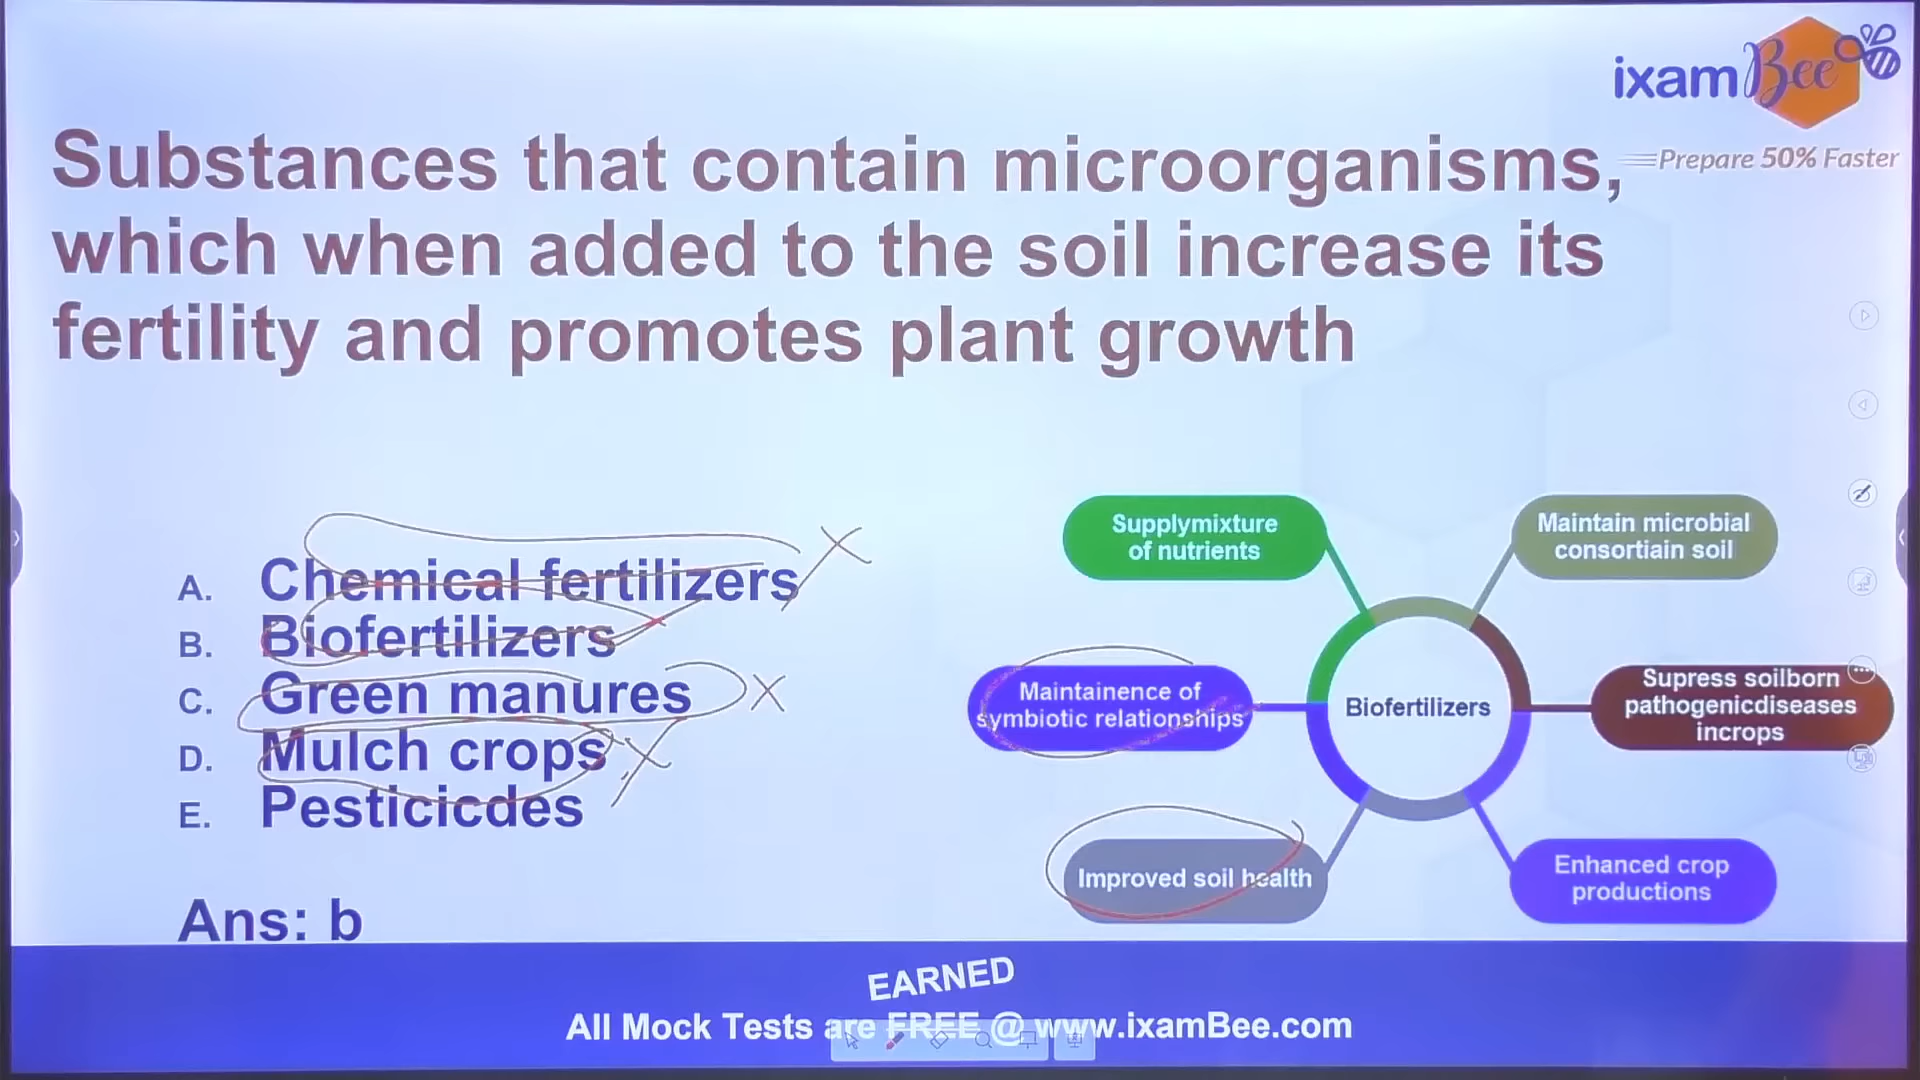 ixamBee
Prepare 50% Faster
Substances that contain microorganisms,
which when added to the soil increase its
fertility and promotes plant growth
A. Chemical fertilizers
B. Biofertilizers
C. Green manures
D. Mulch crops
E. Pesticicdes
Ans: b
Supplymixture
of nutrients
Maintain microbial
consortiain soil
Maintainence of
symbiotic relationships
Biofertilizers
Supress soilborn
pathogenicdiseases
incrops
Improved soil health
Enhanced crop
productions
EARNED
All Mock Tests are FREE @ www.ixamBee.com